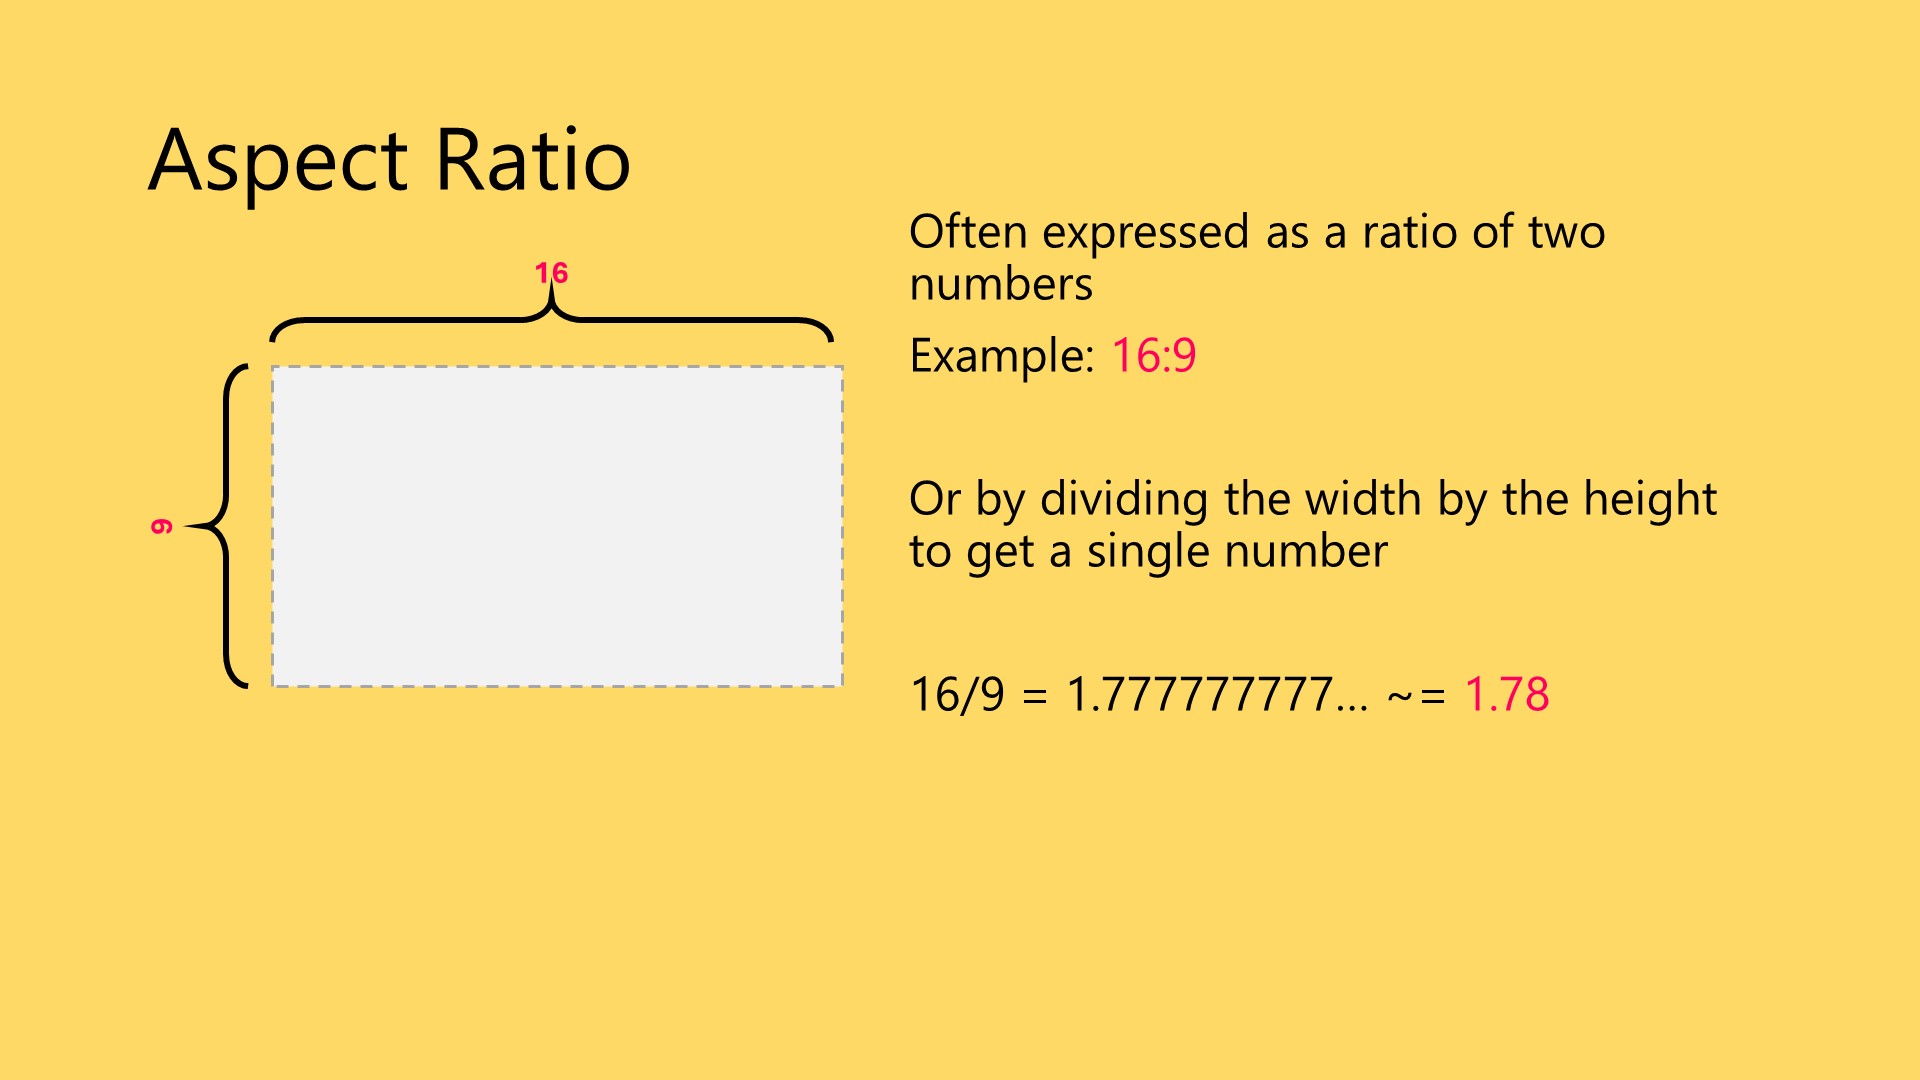 Aspect Ratio
16
9
Often expressed as a ratio of two
numbers
Example: 16:9
Or by dividing the width by the height
to get a single number
16/9 = 1.777777777... ~= 1.78